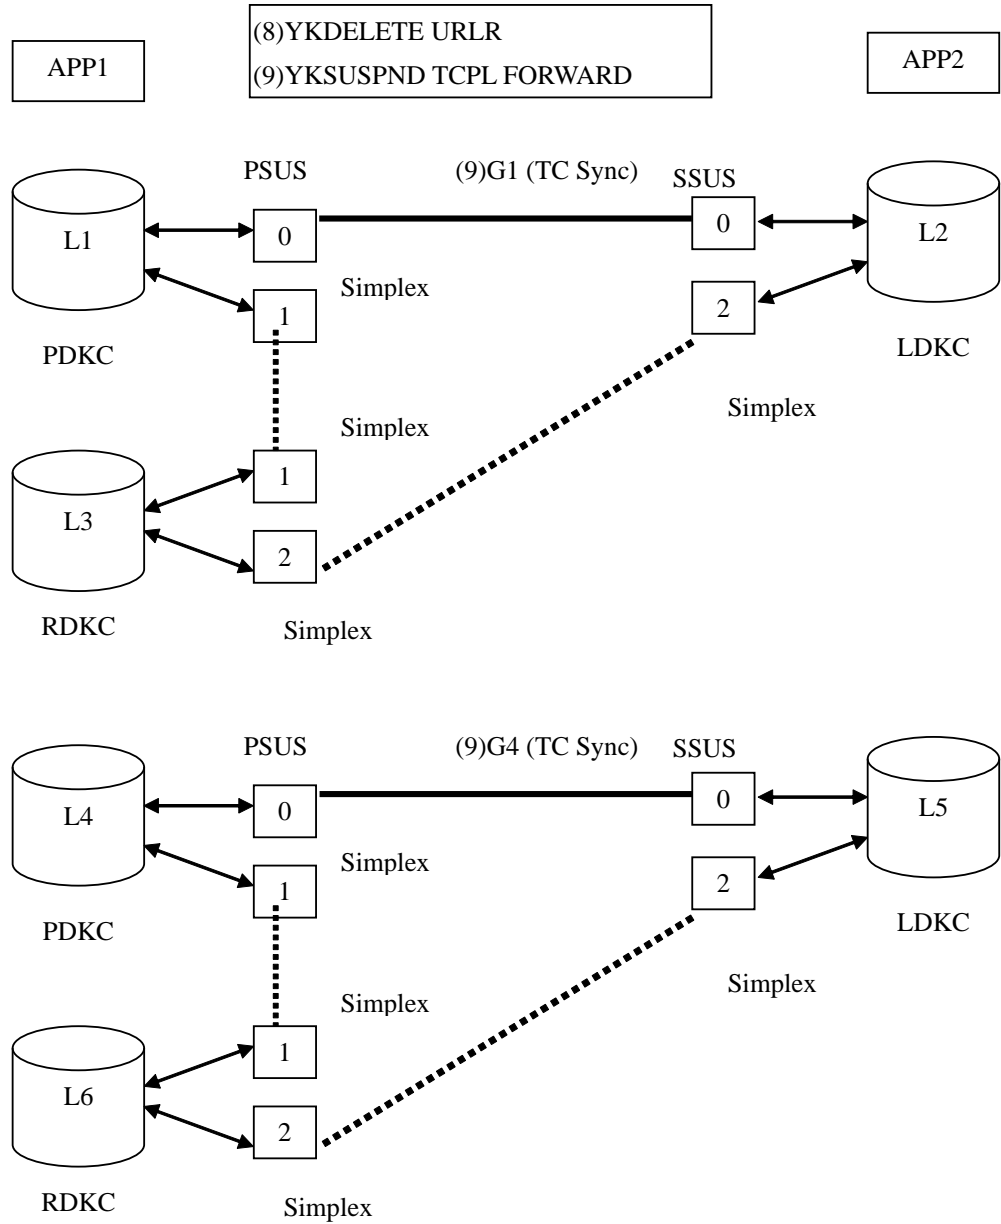 (8)YKDELETE URLR
(9)YKSUSPND TCPL FORWARD
APP1
APP2
PSUS
(9)G1 (TC Sync)
SSUS
L1
0
0
L2
Simplex
1
2
PDKC
LDKC
Simplex
Simplex
1
L3
2
RDKC
Simplex
PSUS
(9)G4 (TC Sync)
SSUS
L4
0
0
L5
Simplex
1
2
PDKC
LDKC
Simplex
Simplex
1
L6
2
RDKC
Simplex